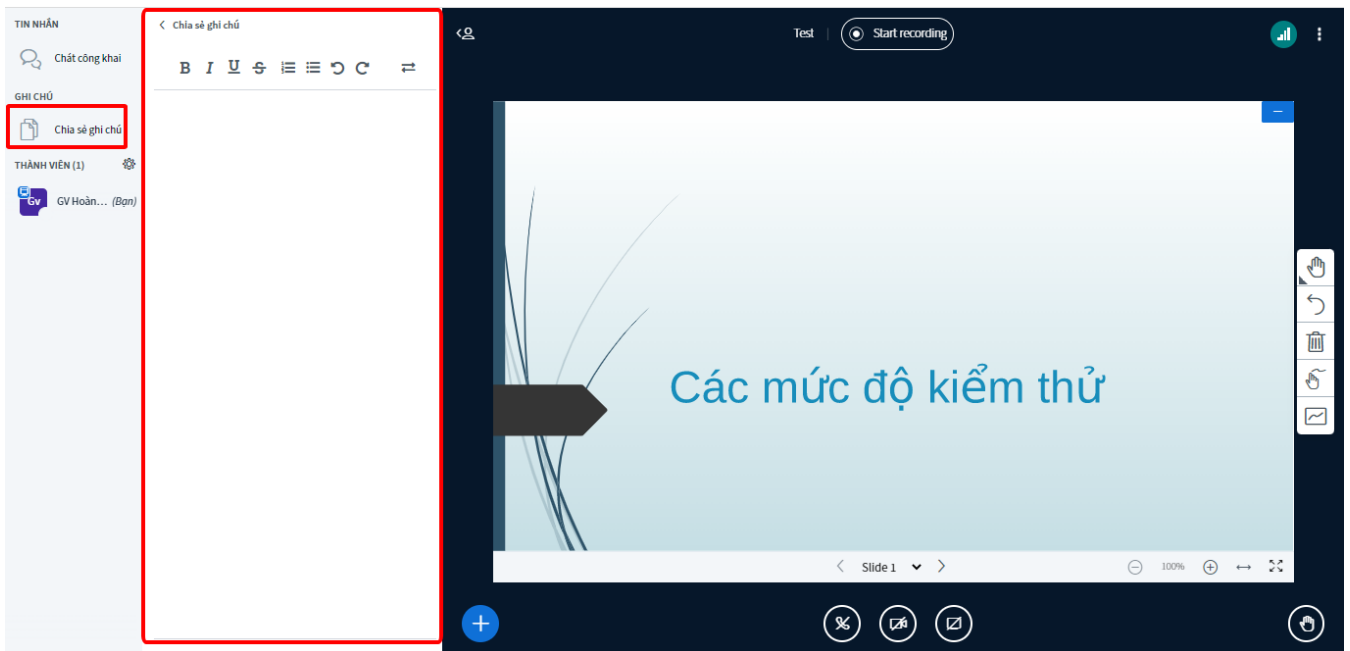 TIN NHẮN
Chát công khai
GHI CHÚ
Chia sẻ ghi chú
THÀNH VIÊN (1)
Gv
GV Hoàn... (Bạn)
Chia sẻ ghi chú
B I U S
Test
Start recording
Các mức độ kiểm thử
Slide 1
100%